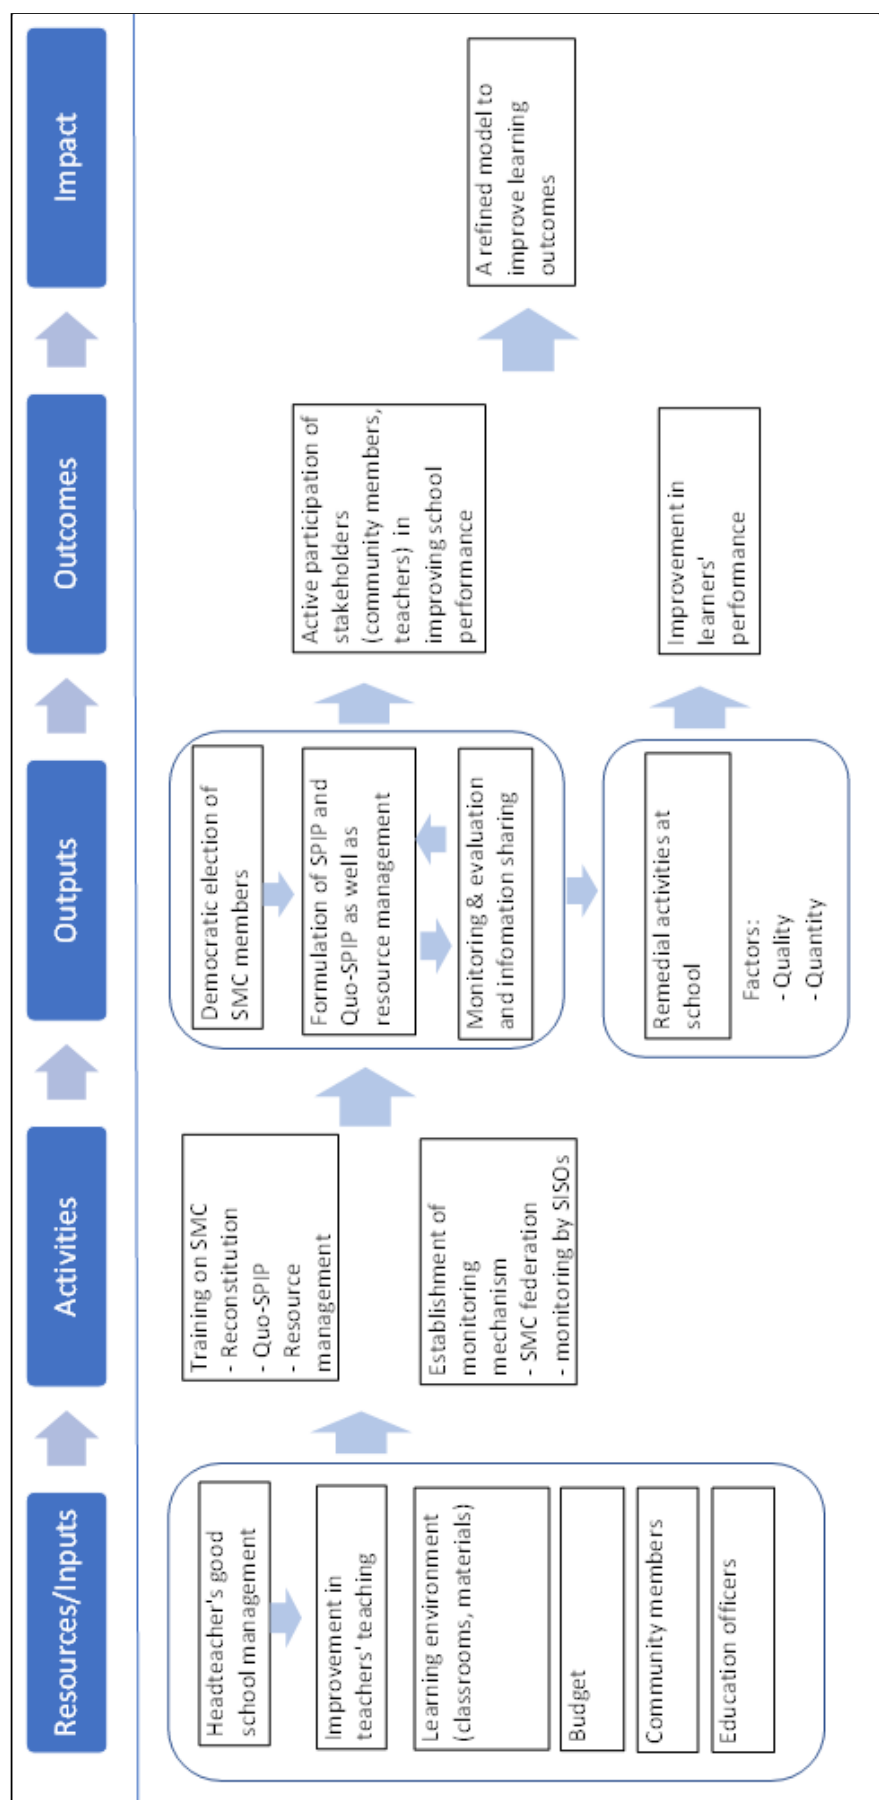 Resources/Inputs
Activities
Outputs
Outcomes
Impact
Headteacher's good
school management
Improvement in
teachers' teaching
Learning environment
(classrooms, materials)
Budget
Community members
Education officers
Training on SMC
- Reconstitution
- Quo-SPIP
- Resource
management
Establishment of
monitoring
mechanism
- SMC federation
- monitoring by SISOs
Democratic election of
SMC members
Formulation of SPIP and
Quo-SPIP as well as
resource management
Monitoring & evaluation
and infomation sharing
Remedial activities at
school
Factors:
- Quality
- Quantity
Active participation of
stakeholders
(community members,
teachers) in
improving school
performance
Improvement in
learners'
performance
A refined model to
improve learning
outcomes